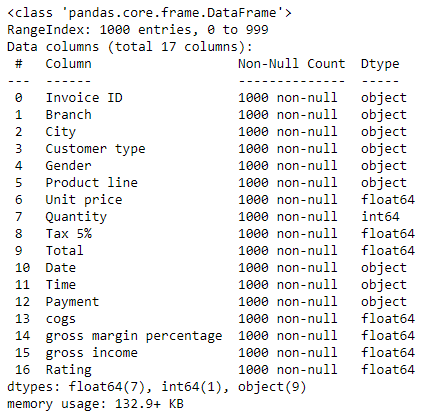 <class 'pandas.core.frame.DataFrame'>
RangeIndex: 1000 entries, 0 to 999
Data columns (total 17 columns):
 #   Column                   Non-Null Count  Dtype
---  ------                   --------------  -----
 0   Invoice ID               1000 non-null   object
 1   Branch                   1000 non-null   object
 2   City                     1000 non-null   object
 3   Customer type            1000 non-null   object
 4   Gender                   1000 non-null   object
 5   Product line             1000 non-null   object
 6   Unit price               1000 non-null   float64
 7   Quantity                 1000 non-null   int64
 8   Tax 5%                   1000 non-null   float64
 9   Total                    1000 non-null   float64
 10  Date                     1000 non-null   object
 11  Time                     1000 non-null   object
 12  Payment                  1000 non-null   object
 13  cogs                     1000 non-null   float64
 14  gross margin percentage  1000 non-null   float64
 15  gross income             1000 non-null   float64
 16  Rating                   1000 non-null   float64
dtypes: float64(7), int64(1), object(9)
memory usage: 132.9+ KB